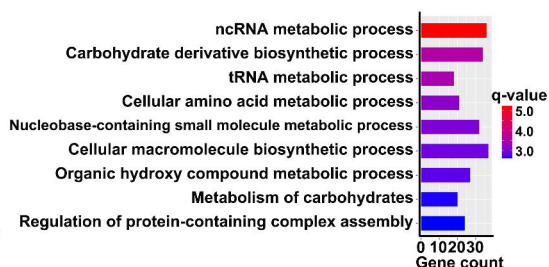 ncRNA metabolic process
Carbohydrate derivative biosynthetic process
tRNA metabolic process
Cellular amino acid metabolic process
Nucleobase-containing small molecule metabolic process
Cellular macromolecule biosynthetic process
Organic hydroxy compound metabolic process
Metabolism of carbohydrates
Regulation of protein-containing complex assembly
q-value
5.0
4.0
3.0
0 102030
Gene count